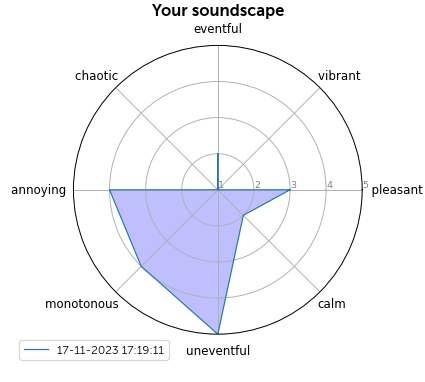 Your soundscape
eventful
chaotic
vibrant
annoying
1 2 3 4 5
pleasant
monotonous
calm
uneventful
17-11-2023 17:19:11